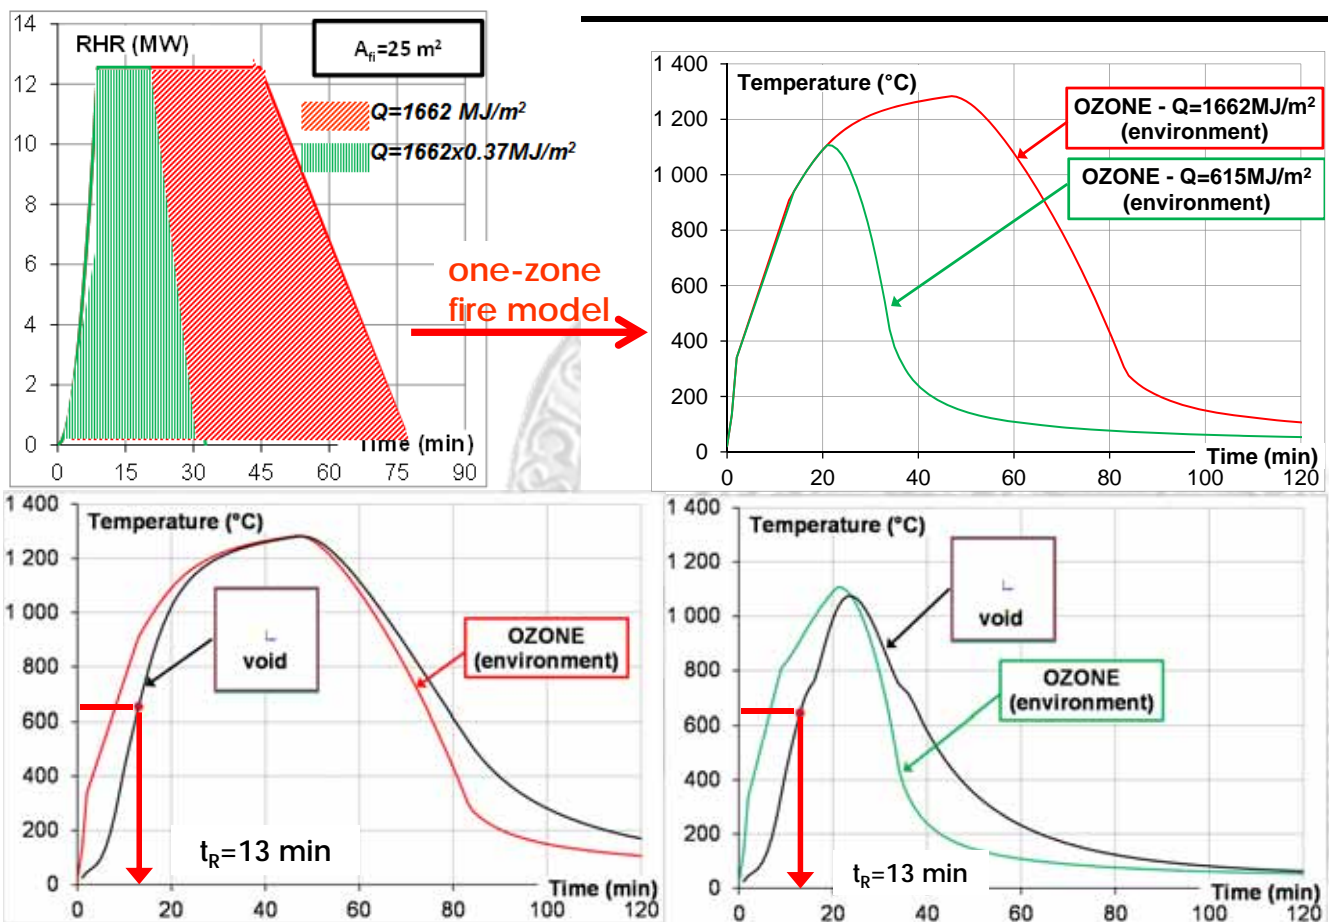 14
12
10
8
6
4
2
0
RHR (MW)
A_fi=25 m²
Q=1662 MJ/m²
Q=1662x0.37MJ/m²
Time (min)
0 15 30 45 60 75 90
one-zone
fire model
1 400
1 200
1 000
800
600
400
200
0
Temperature (°C)
OZONE - Q=1662MJ/m²
(environment)
OZONE - Q=615MJ/m²
(environment)
Time (min)
0 20 40 60 80 100 120
1 400
1 200
1 000
800
600
400
200
0
Temperature (°C)
void
OZONE
(environment)
t_R=13 min
Time (min)
0 20 40 60 80 100 120
1 400
1 200
1 000
800
600
400
200
0
Temperature (°C)
void
OZONE
(environment)
t_R=13 min
Time (min)
0 20 40 60 80 100 120